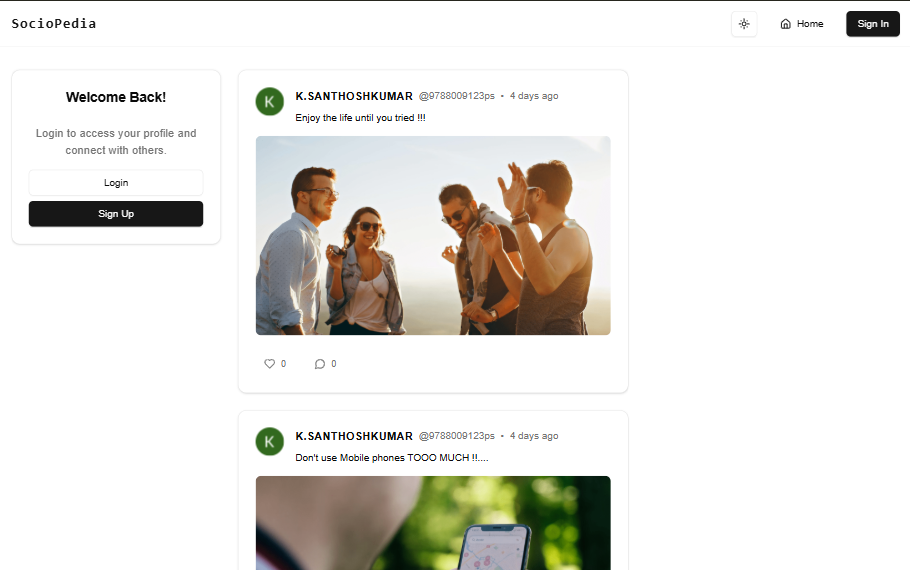 SocioPedia
Home
Sign In
Welcome Back!
Login to access your profile and
connect with others.
Login
Sign Up
K
K.SANTHOSHKUMAR @9788009123ps • 4 days ago
Enjoy the life until you tried !!!
0
0
K
K.SANTHOSHKUMAR @9788009123ps • 4 days ago
Don't use Mobile phones TOOO MUCH !!....